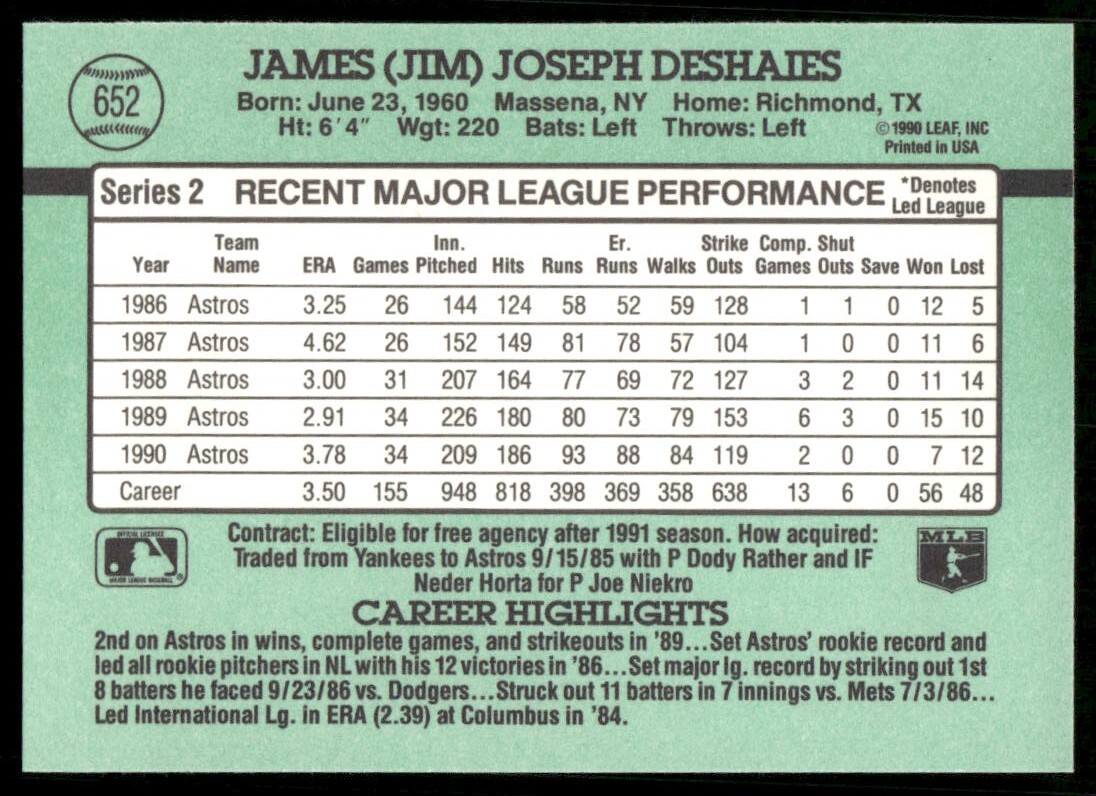 652
JAMES (JIM) JOSEPH DESHAIES
Born: June 23, 1960 Massena, NY Home: Richmond, TX
Ht: 6'4" Wgt: 220 Bats: Left Throws: Left
© 1990 LEAF, INC
Printed in USA
Series 2 RECENT MAJOR LEAGUE PERFORMANCE *Denotes Led League
Year Team Name ERA Games Inn. Pitched Hits Runs Er. Runs Walks Strike Outs Comp. Games Shut Outs Save Won Lost
1986 Astros 3.25 26 144 124 58 52 59 128 1 1 0 12 5
1987 Astros 4.62 26 152 149 81 78 57 104 1 0 0 11 6
1988 Astros 3.00 31 207 164 77 69 72 127 3 2 0 11 14
1989 Astros 2.91 34 226 180 80 73 79 153 6 3 0 15 10
1990 Astros 3.78 34 209 186 93 88 84 119 2 0 0 7 12
Career 3.50 155 948 818 398 369 358 638 13 6 0 56 48
OFFICIAL LICENSEE
MAJOR LEAGUE BASEBALL
Contract: Eligible for free agency after 1991 season. How acquired:
Traded from Yankees to Astros 9/15/85 with P Dody Rather and IF
Neder Horta for P Joe Niekro
MLB
CAREER HIGHLIGHTS
2nd on Astros in wins, complete games, and strikeouts in '89...Set Astros' rookie record and
led all rookie pitchers in NL with his 12 victories in '86...Set major lg. record by striking out 1st
8 batters he faced 9/23/86 vs. Dodgers...Struck out 11 batters in 7 innings vs. Mets 7/3/86...
Led International Lg. in ERA (2.39) at Columbus in '84.